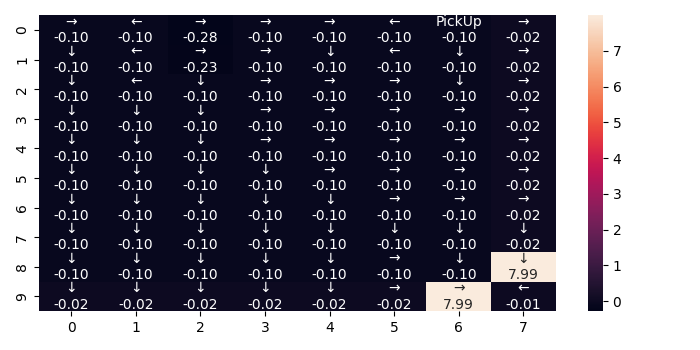 → ← → → → ← PickUp →
0 -0.10 -0.10 -0.28 -0.10 -0.10 -0.10 -0.10 -0.02
↓ ← → → ↓ ← ↓ →
1 -0.10 -0.10 -0.23 -0.10 -0.10 -0.10 -0.10 -0.02
↓ ← ↓ → → → ↓ →
2 -0.10 -0.10 -0.10 -0.10 -0.10 -0.10 -0.10 -0.02
↓ ↓ ↓ → → → → →
3 -0.10 -0.10 -0.10 -0.10 -0.10 -0.10 -0.10 -0.02
↓ ↓ ↓ → → → → →
4 -0.10 -0.10 -0.10 -0.10 -0.10 -0.10 -0.10 -0.02
↓ ↓ ↓ ↓ → → → →
5 -0.10 -0.10 -0.10 -0.10 -0.10 -0.10 -0.10 -0.02
↓ ↓ ↓ ↓ ↓ → → →
6 -0.10 -0.10 -0.10 -0.10 -0.10 -0.10 -0.10 -0.02
↓ ↓ ↓ ↓ ↓ ↓ ↓ ↓
7 -0.10 -0.10 -0.10 -0.10 -0.10 -0.10 -0.10 -0.02
↓ ↓ ↓ ↓ ↓ → ↓ ↓
8 -0.10 -0.10 -0.10 -0.10 -0.10 -0.10 -0.10 7.99
↓ ↓ ↓ ↓ ↓ → → ←
9 -0.02 -0.02 -0.02 -0.02 -0.02 -0.02 7.99 -0.01
0 1 2 3 4 5 6 7
7
6
5
4
3
2
1
0